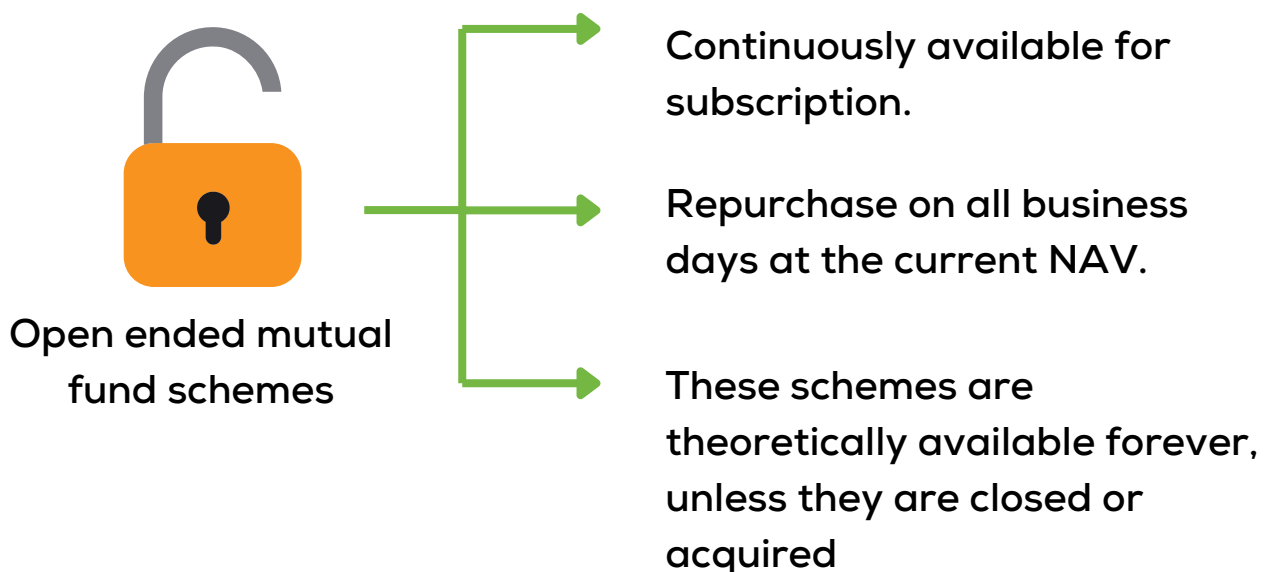 Open ended mutual
fund schemes
Continuously available for
subscription.
Repurchase on all business
days at the current NAV.
These schemes are
theoretically available forever,
unless they are closed or
acquired